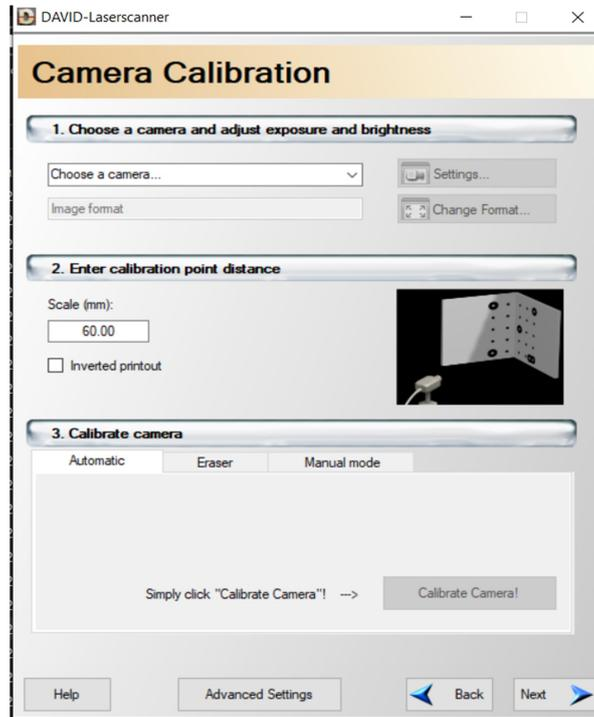 DAVID-Laserscanner
Camera Calibration
1. Choose a camera and adjust exposure and brightness
Choose a camera...
Settings...
Image format
Change Format...
2. Enter calibration point distance
Scale (mm):
60.00
Inverted printout
3. Calibrate camera
Automatic Eraser Manual mode
Simply click "Calibrate Camera"! ---> Calibrate Camera!
Help Advanced Settings Back Next